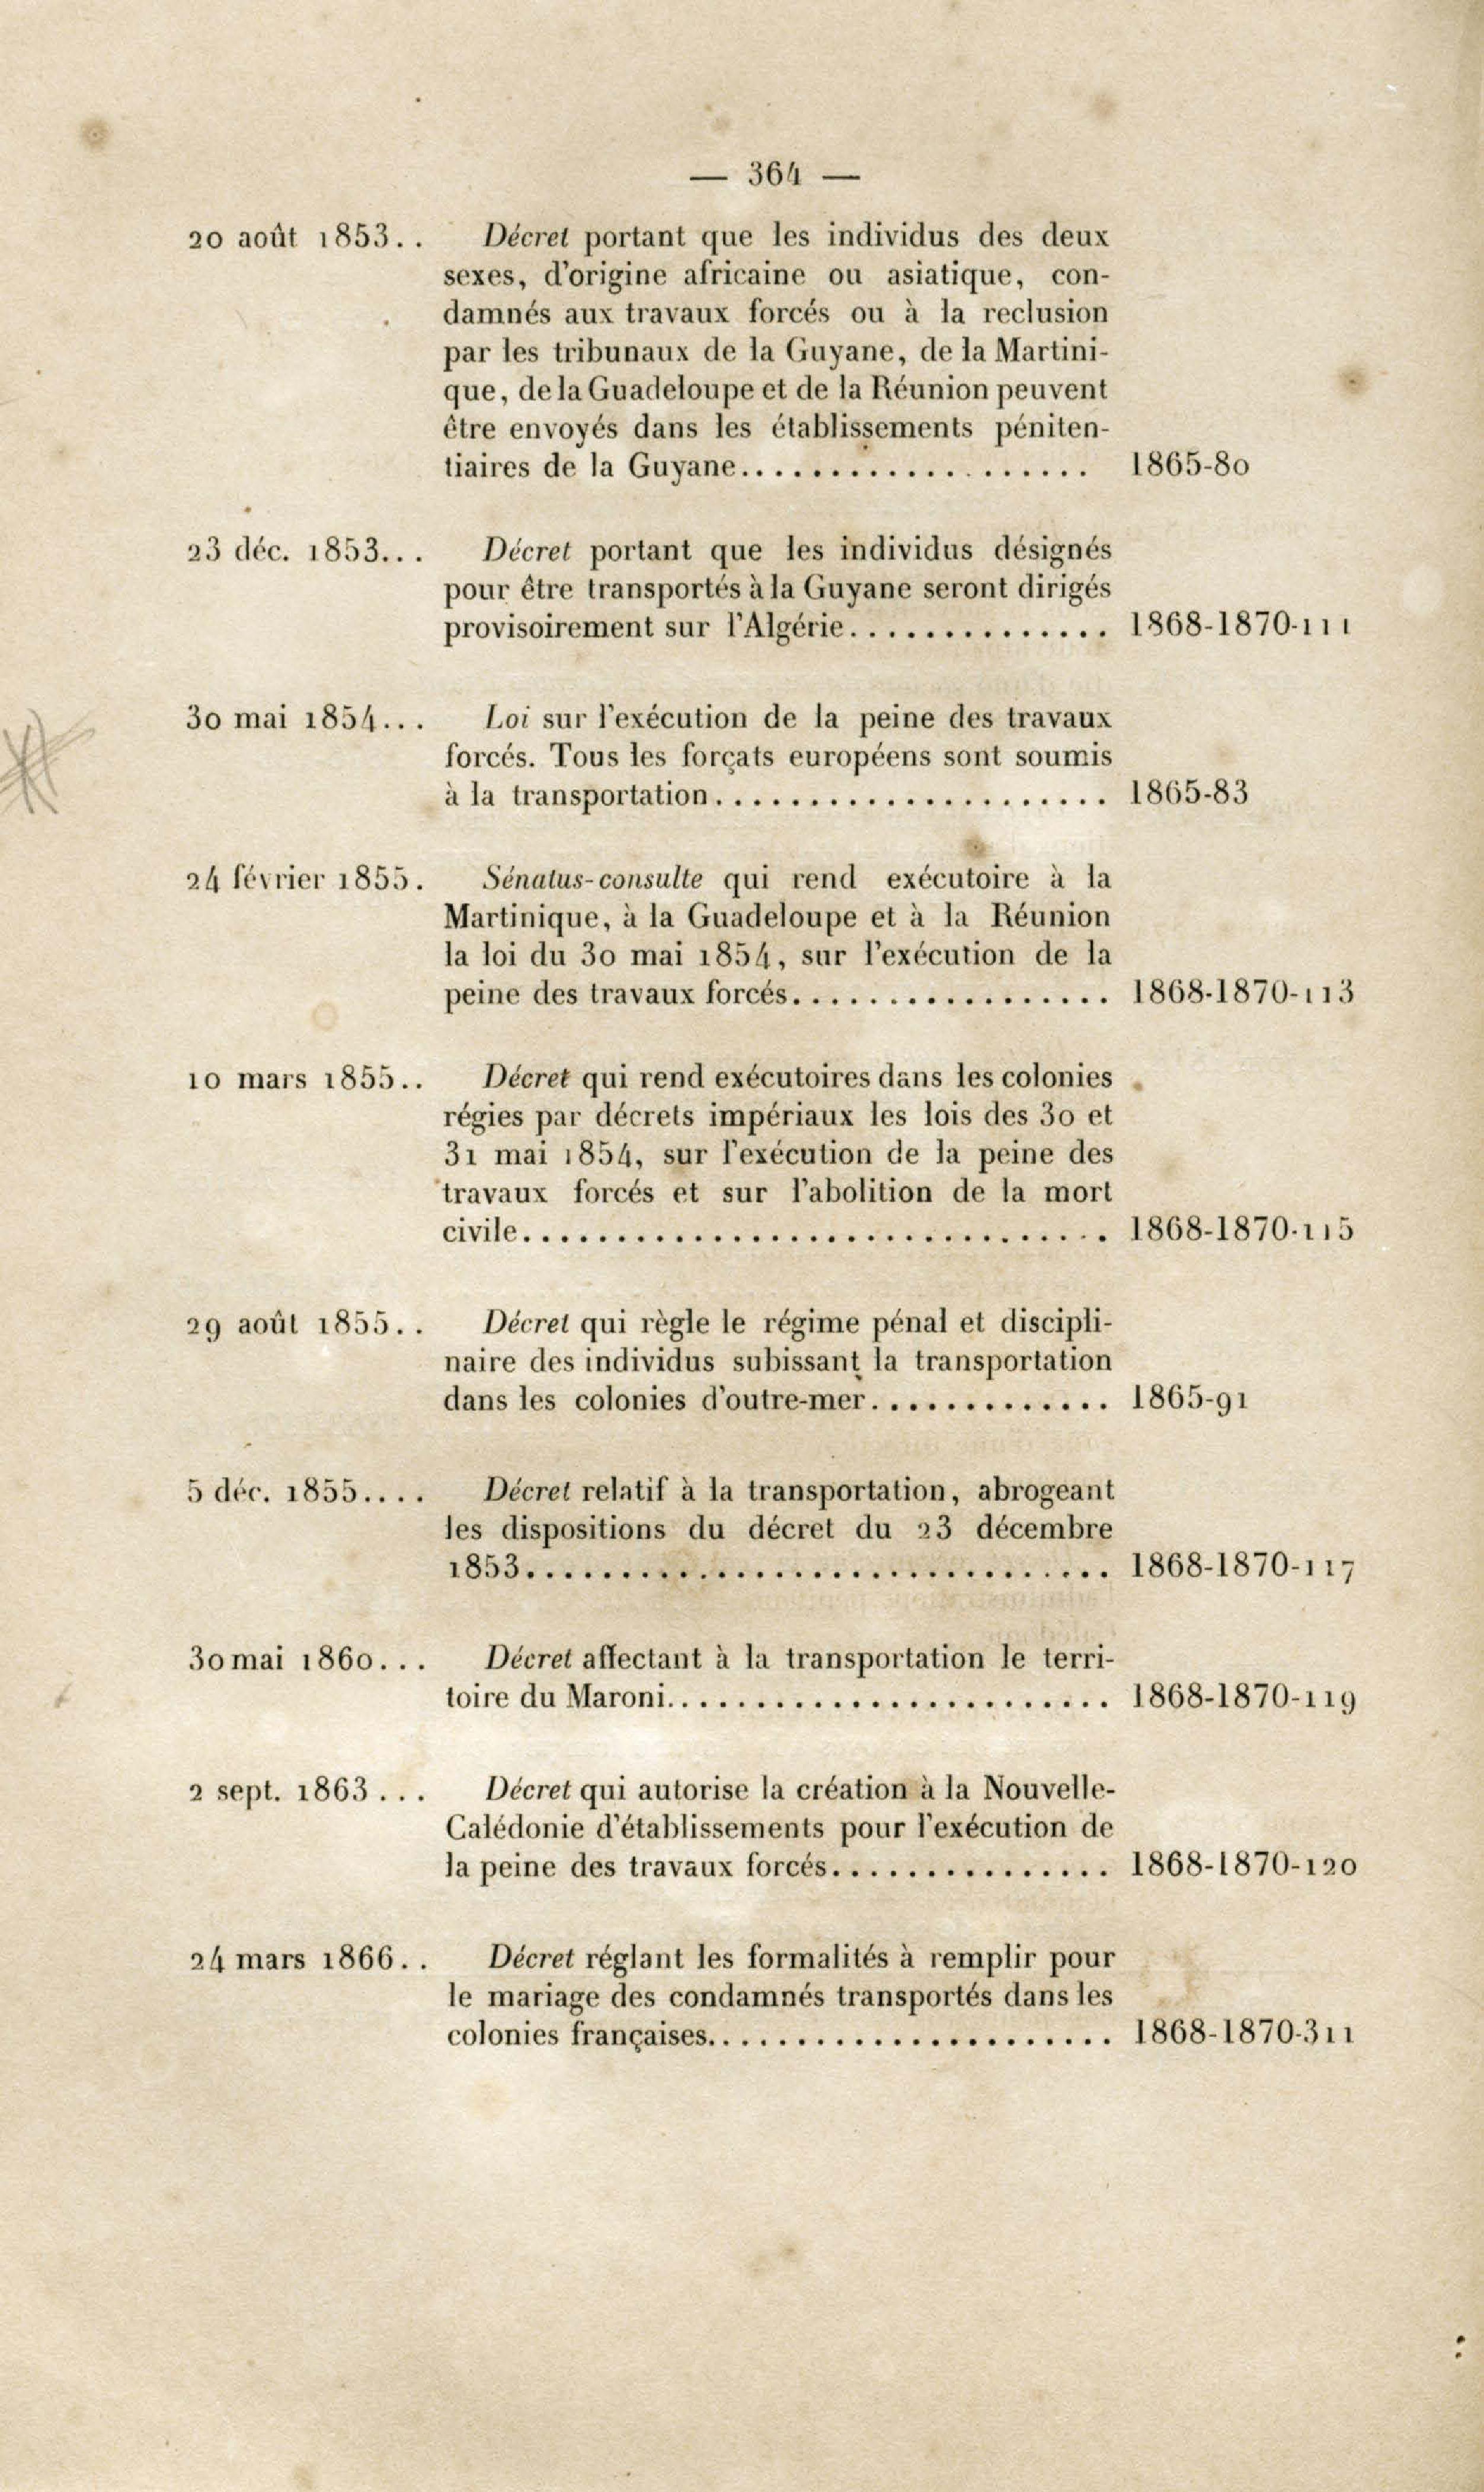 — 364 —
20 août 1853.. Décret portant que les individus des deux
sexes, d'origine africaine ou asiatique, con-
damnés aux travaux forcés ou à la reclusion
par les tribunaux de la Guyane, de la Martini-
que, de la Guadeloupe et de la Réunion peuvent
être envoyés dans les établissements péniten-
tiaires de la Guyane................... 1865-80
23 déc. 1853... Décret portant que les individus désignés
pour être transportés à la Guyane seront dirigés
provisoirement sur l'Algérie.............. 1868-1870-111
30 mai 1854... Loi sur l'exécution de la peine des travaux
forcés. Tous les forçats européens sont soumis
à la transportation..................... 1865-83
24 février 1855. Sénatus-consulte qui rend exécutoire à la
Martinique, à la Guadeloupe et à la Réunion
la loi du 30 mai 1854, sur l'exécution de la
peine des travaux forcés................. 1868-1870-113
10 mars 1855.. Décret qui rend exécutoires dans les colonies
régies par décrets impériaux les lois des 30 et
31 mai 1854, sur l'exécution de la peine des
travaux forcés et sur l'abolition de la mort
civile............................... 1868-1870-115
29 août 1855.. Décret qui règle le régime pénal et discipli-
naire des individus subissant la transportation
dans les colonies d'outre-mer............. 1865-91
5 déc. 1855.... Décret relatif à la transportation, abrogeant
les dispositions du décret du 23 décembre
1853............................... 1868-1870-117
30 mai 1860... Décret affectant à la transportation le terri-
toire du Maroni........................ 1868-1870-119
2 sept. 1863... Décret qui autorise la création à la Nouvelle-
Calédonie d'établissements pour l'exécution de
la peine des travaux forcés............... 1868-1870-120
24 mars 1866.. Décret réglant les formalités à remplir pour
le mariage des condamnés transportés dans les
colonies françaises...................... 1868-1870-311